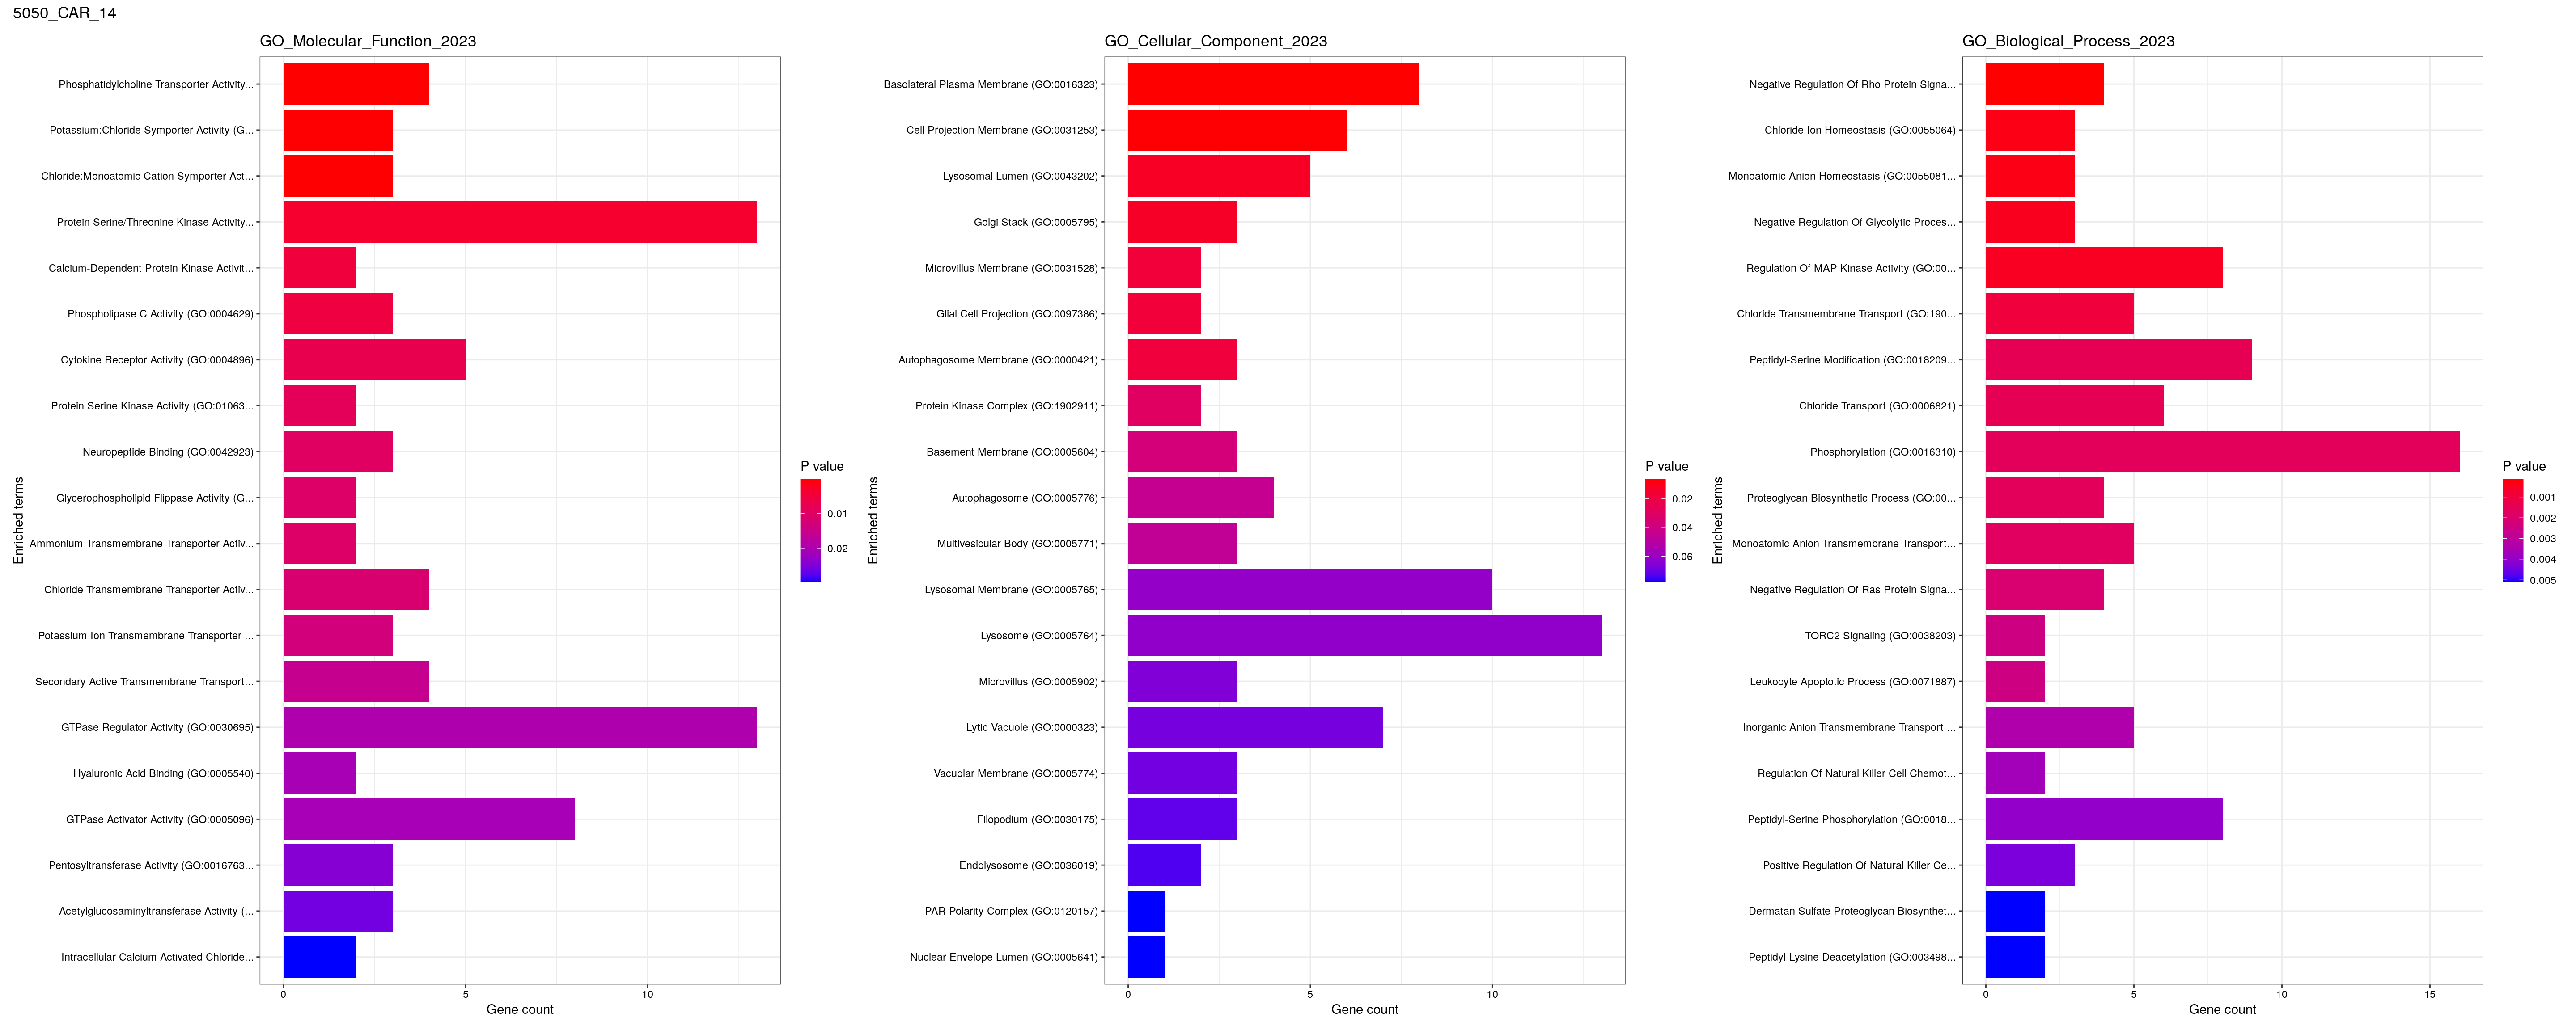 5050_CAR_14
GO_Molecular_Function_2023
Phosphatidylcholine Transporter Activity...
Potassium:Chloride Symporter Activity (G...
Chloride:Monoatomic Cation Symporter Act...
Protein Serine/Threonine Kinase Activity...
Calcium-Dependent Protein Kinase Activit...
Phospholipase C Activity (GO:0004629)
Cytokine Receptor Activity (GO:0004896)
Protein Serine Kinase Activity (GO:01063...
Neuropeptide Binding (GO:0042923)
Glycerophospholipid Flippase Activity (G...
Ammonium Transmembrane Transporter Activ...
Chloride Transmembrane Transporter Activ...
Potassium Ion Transmembrane Transporter ...
Secondary Active Transmembrane Transport...
GTPase Regulator Activity (GO:0030695)
Hyaluronic Acid Binding (GO:0005540)
GTPase Activator Activity (GO:0005096)
Pentosyltransferase Activity (GO:0016763...
Acetylglucosaminyltransferase Activity (...
Intracellular Calcium Activated Chloride...
Enriched terms
0 5 10
Gene count
P value
0.01
0.02
GO_Cellular_Component_2023
Basolateral Plasma Membrane (GO:0016323)
Cell Projection Membrane (GO:0031253)
Lysosomal Lumen (GO:0043202)
Golgi Stack (GO:0005795)
Microvillus Membrane (GO:0031528)
Glial Cell Projection (GO:0097386)
Autophagosome Membrane (GO:0000421)
Protein Kinase Complex (GO:1902911)
Basement Membrane (GO:0005604)
Autophagosome (GO:0005776)
Multivesicular Body (GO:0005771)
Lysosomal Membrane (GO:0005765)
Lysosome (GO:0005764)
Microvillus (GO:0005902)
Lytic Vacuole (GO:0000323)
Vacuolar Membrane (GO:0005774)
Filopodium (GO:0030175)
Endolysosome (GO:0036019)
PAR Polarity Complex (GO:0120157)
Nuclear Envelope Lumen (GO:0005641)
Enriched terms
0 5 10
Gene count
P value
0.02
0.04
0.06
GO_Biological_Process_2023
Negative Regulation Of Rho Protein Signa...
Chloride Ion Homeostasis (GO:0055064)
Monoatomic Anion Homeostasis (GO:0055081...
Negative Regulation Of Glycolytic Proces...
Regulation Of MAP Kinase Activity (GO:00...
Chloride Transmembrane Transport (GO:190...
Peptidyl-Serine Modification (GO:0018209...
Chloride Transport (GO:0006821)
Phosphorylation (GO:0016310)
Proteoglycan Biosynthetic Process (GO:00...
Monoatomic Anion Transmembrane Transport...
Negative Regulation Of Ras Protein Signa...
TORC2 Signaling (GO:0038203)
Leukocyte Apoptotic Process (GO:0071887)
Inorganic Anion Transmembrane Transport ...
Regulation Of Natural Killer Cell Chemot...
Peptidyl-Serine Phosphorylation (GO:0018...
Positive Regulation Of Natural Killer Ce...
Dermatan Sulfate Proteoglycan Biosynthet...
Peptidyl-Lysine Deacetylation (GO:003498...
Enriched terms
0 5 10 15
Gene count
P value
0.001
0.002
0.003
0.004
0.005